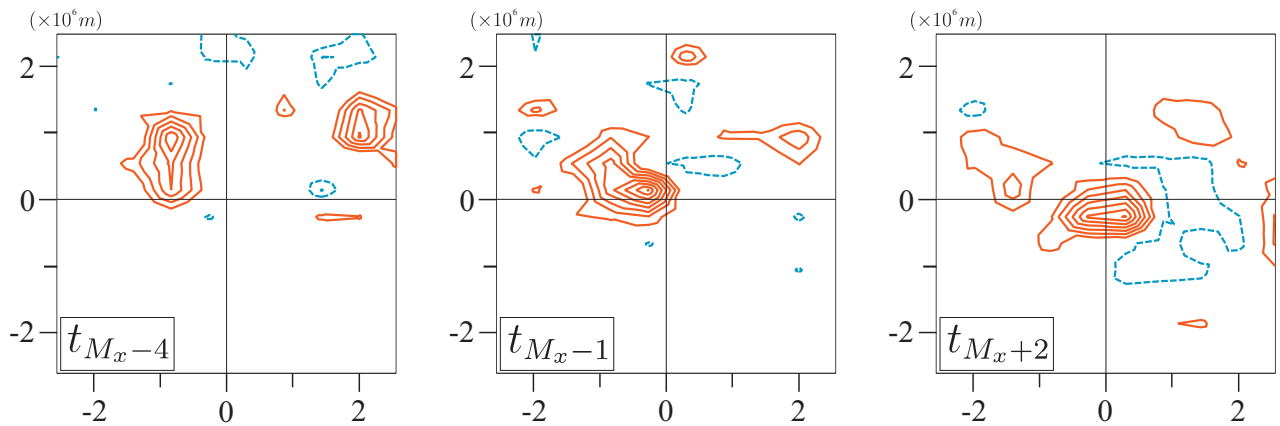 (×10⁶m) (×10⁶m) (×10⁶m)
2 2 2
0 0 0
-2 -2 -2
t_{M_x−4} t_{M_x−1} t_{M_x+2}
-2 0 2 -2 0 2 -2 0 2